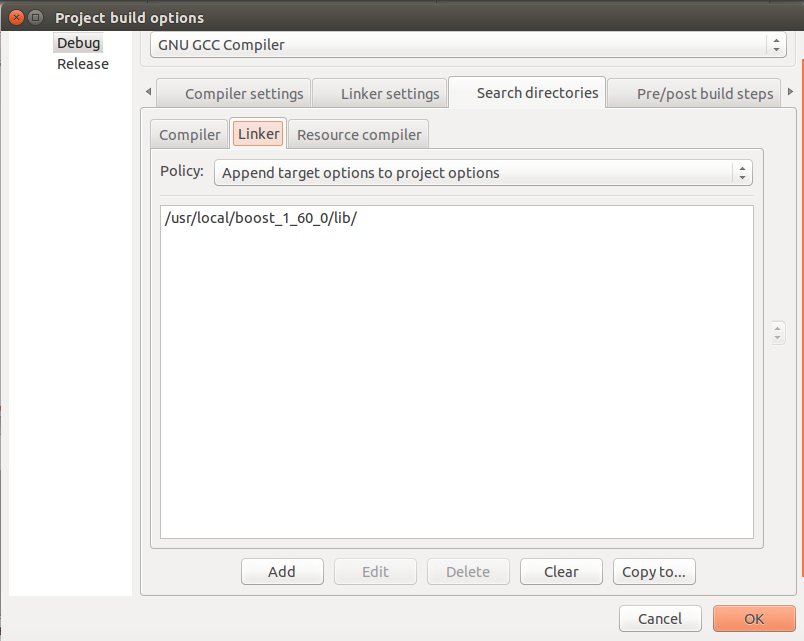 Project build options
Debug
Release
GNU GCC Compiler
Compiler settings Linker settings Search directories Pre/post build steps
Compiler Linker Resource compiler
Policy: Append target options to project options
/usr/local/boost_1_60_0/lib/
Add Edit Delete Clear Copy to...
Cancel OK